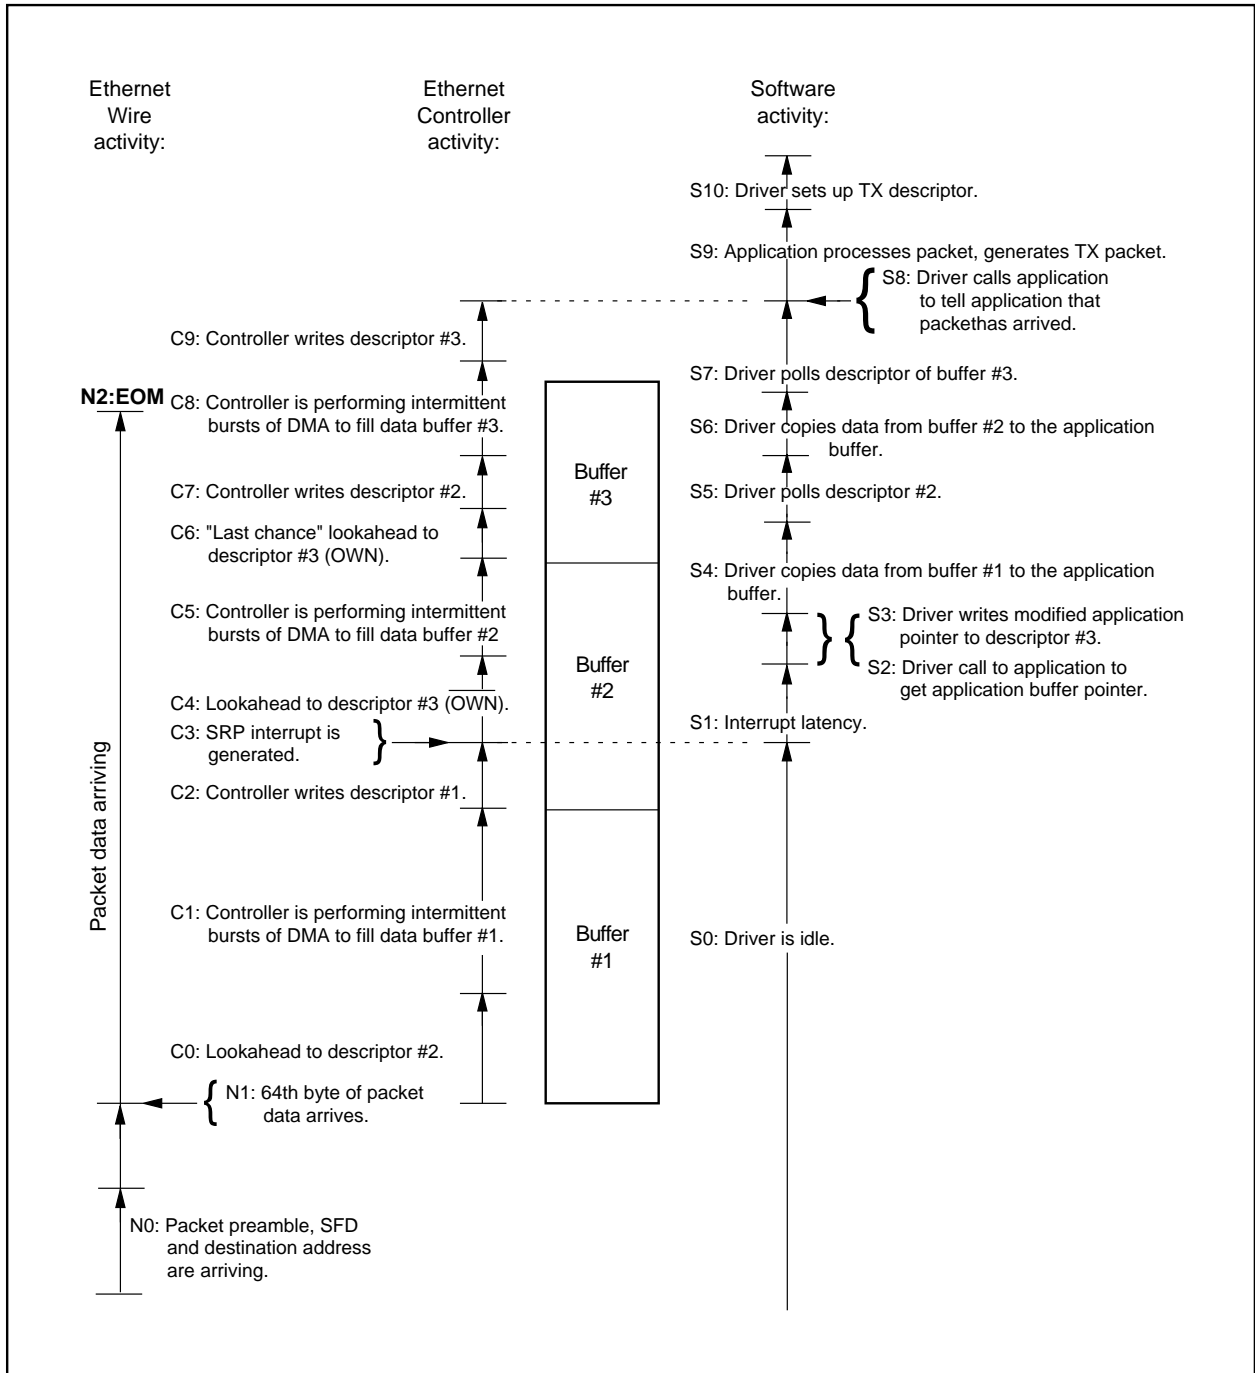 Ethernet
Wire
activity:
Ethernet
Controller
activity:
Software
activity:
S10: Driver sets up TX descriptor.
S9: Application processes packet, generates TX packet.
S8: Driver calls application
to tell application that
packethas arrived.
C9: Controller writes descriptor #3.
S7: Driver polls descriptor of buffer #3.
N2:EOM
C8: Controller is performing intermittent
bursts of DMA to fill data buffer #3.
S6: Driver copies data from buffer #2 to the application
buffer.
Buffer
#3
C7: Controller writes descriptor #2.
S5: Driver polls descriptor #2.
C6: "Last chance" lookahead to
descriptor #3 (OWN).
S4: Driver copies data from buffer #1 to the application
buffer.
C5: Controller is performing intermittent
bursts of DMA to fill data buffer #2
S3: Driver writes modified application
pointer to descriptor #3.
Buffer
#2
S2: Driver call to application to
get application buffer pointer.
C4: Lookahead to descriptor #3 (OWN).
S1: Interrupt latency.
C3: SRP interrupt is
generated.
C2: Controller writes descriptor #1.
Packet data arriving
C1: Controller is performing intermittent
bursts of DMA to fill data buffer #1.
Buffer
#1
S0: Driver is idle.
C0: Lookahead to descriptor #2.
N1: 64th byte of packet
data arrives.
N0: Packet preamble, SFD
and destination address
are arriving.